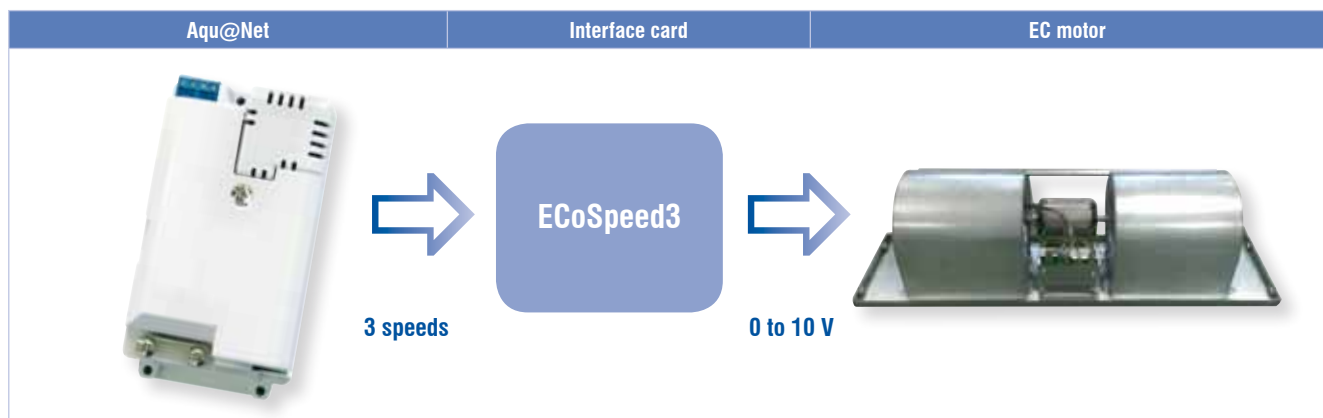 Aqu@Net
Interface card
EC motor
ECoSpeed3
3 speeds
0 to 10 V